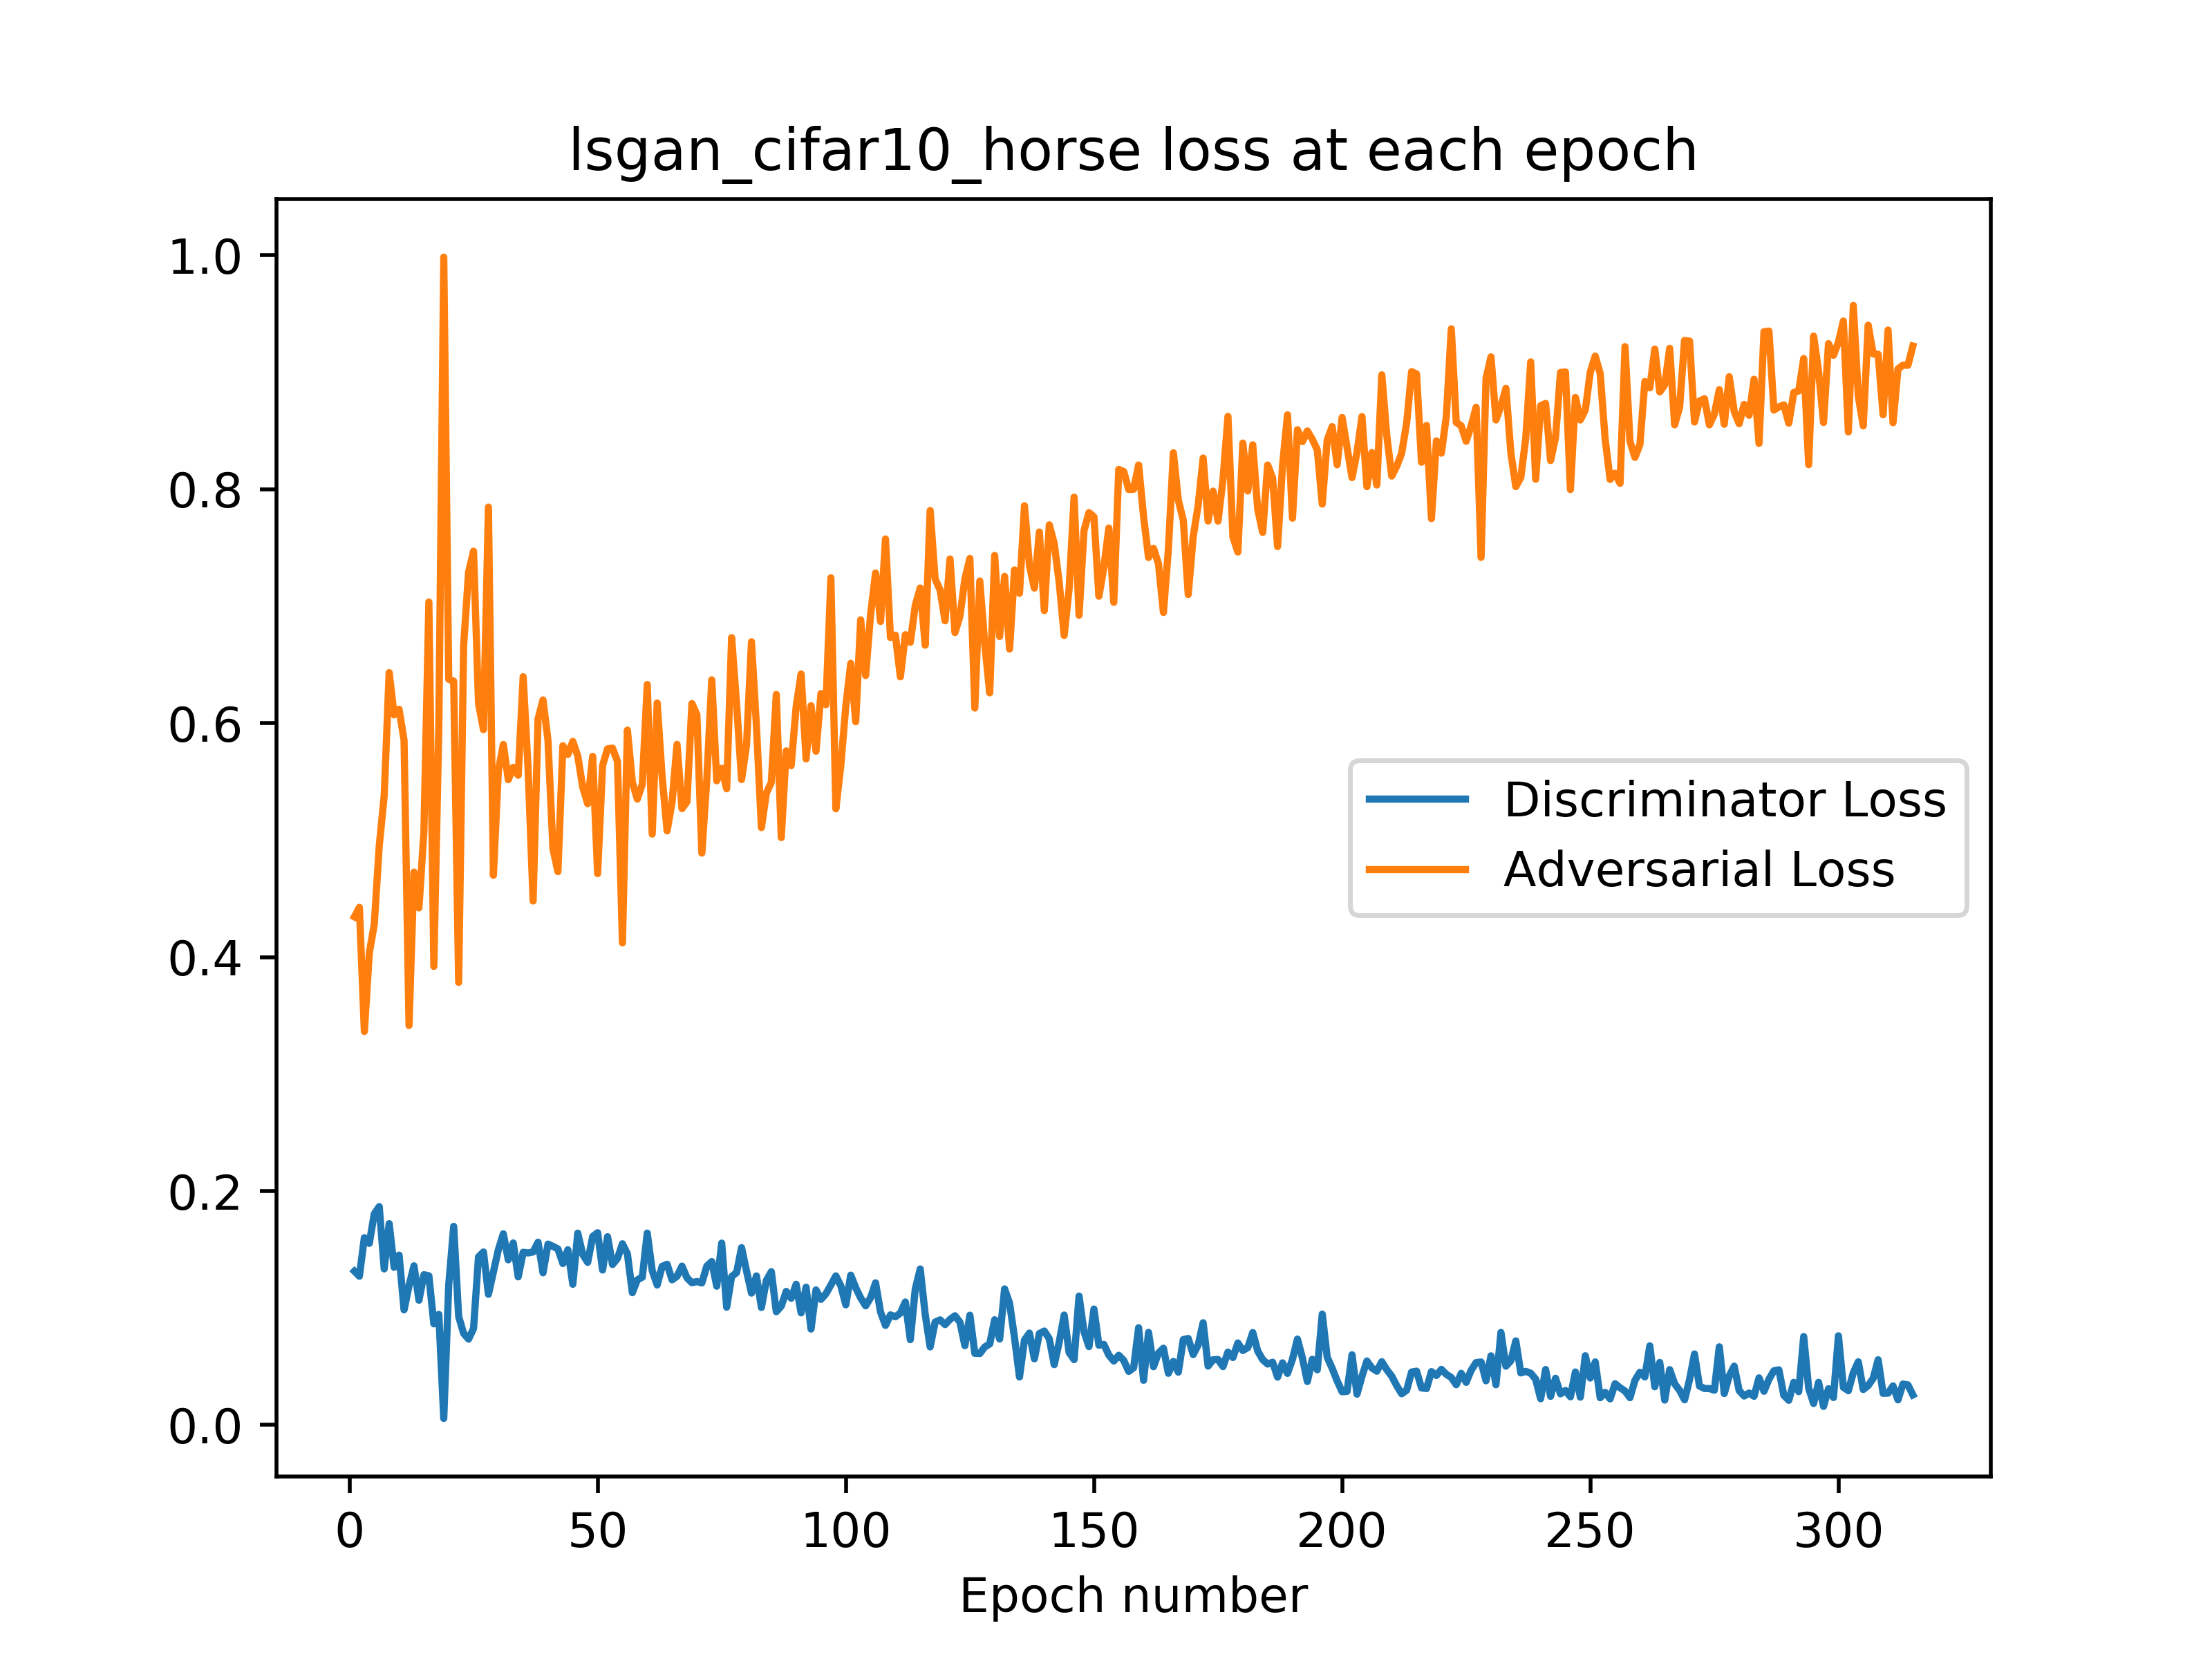 lsgan_cifar10_horse loss at each epoch
1.0
0.8
0.6
0.4
0.2
0.0
Discriminator Loss
Adversarial Loss
0 50 100 150 200 250 300
Epoch number